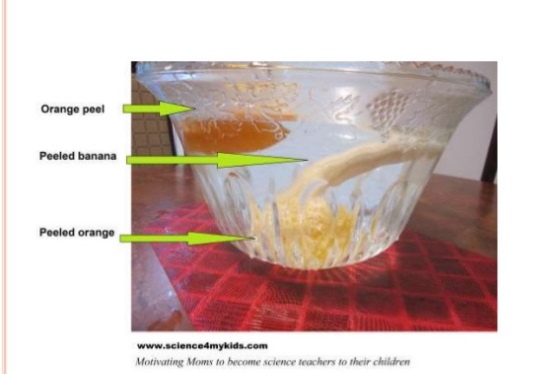 Orange peel
Peeled banana
Peeled orange
www.science4mykids.com
Motivating Moms to become science teachers to their children